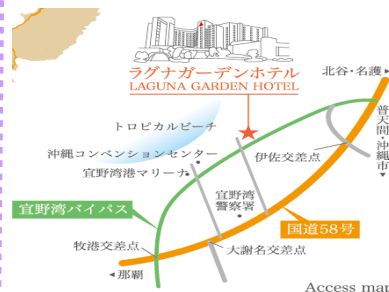 ラグナガーデンホテル
LAGUNA GARDEN HOTEL
北谷・名護▶
トロピカルビーチ
普天間・沖縄市▶
沖縄コンベンションセンター
伊佐交差点
宜野湾港マリーナ
宜野湾
警察署
宜野湾バイパス
国道58号
牧港交差点
大謝名交差点
◀那覇
Access map